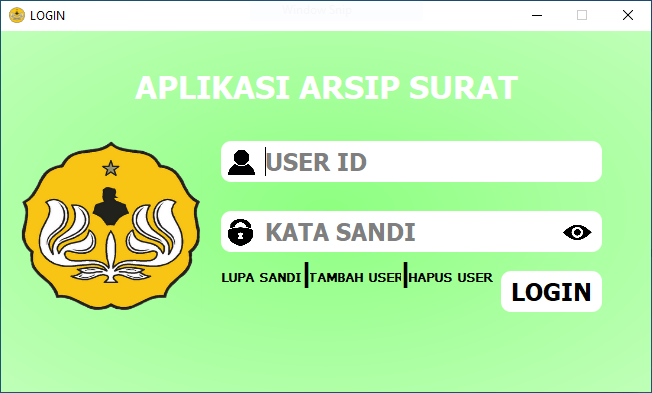 LOGIN
APLIKASI ARSIP SURAT
USER ID
KATA SANDI
LUPA SANDI TAMBAH USER HAPUS USER
LOGIN